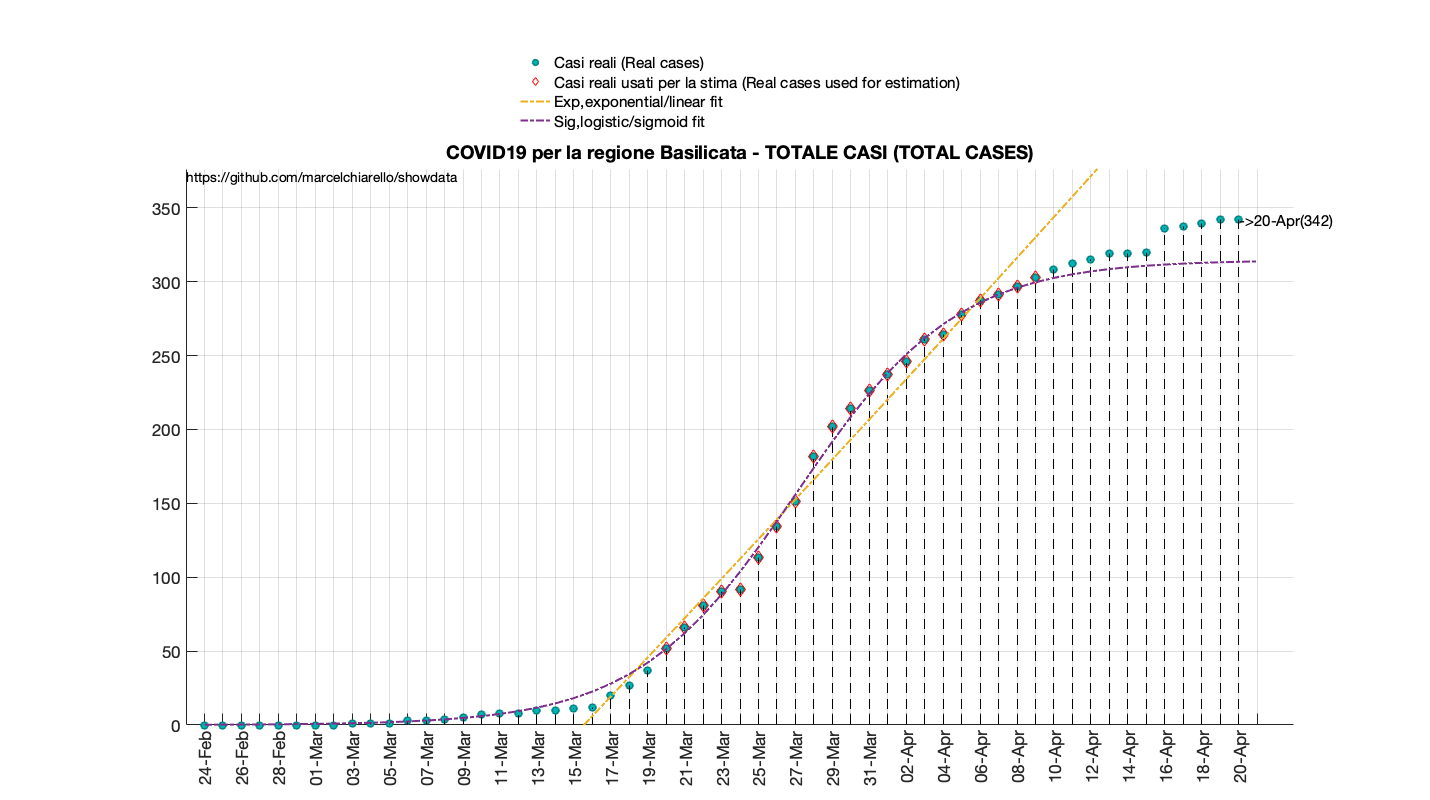 Casi reali (Real cases)
Casi reali usati per la stima (Real cases used for estimation)
Exp,exponential/linear fit
Sig,logistic/sigmoid fit
COVID19 per la regione Basilicata - TOTALE CASI (TOTAL CASES)
https://github.com/marcelchiarello/showdata
350
300
250
200
150
100
50
0
->20-Apr(342)
24-Feb
26-Feb
28-Feb
01-Mar
03-Mar
05-Mar
07-Mar
09-Mar
11-Mar
13-Mar
15-Mar
17-Mar
19-Mar
21-Mar
23-Mar
25-Mar
27-Mar
29-Mar
31-Mar
02-Apr
04-Apr
06-Apr
08-Apr
10-Apr
12-Apr
14-Apr
16-Apr
18-Apr
20-Apr